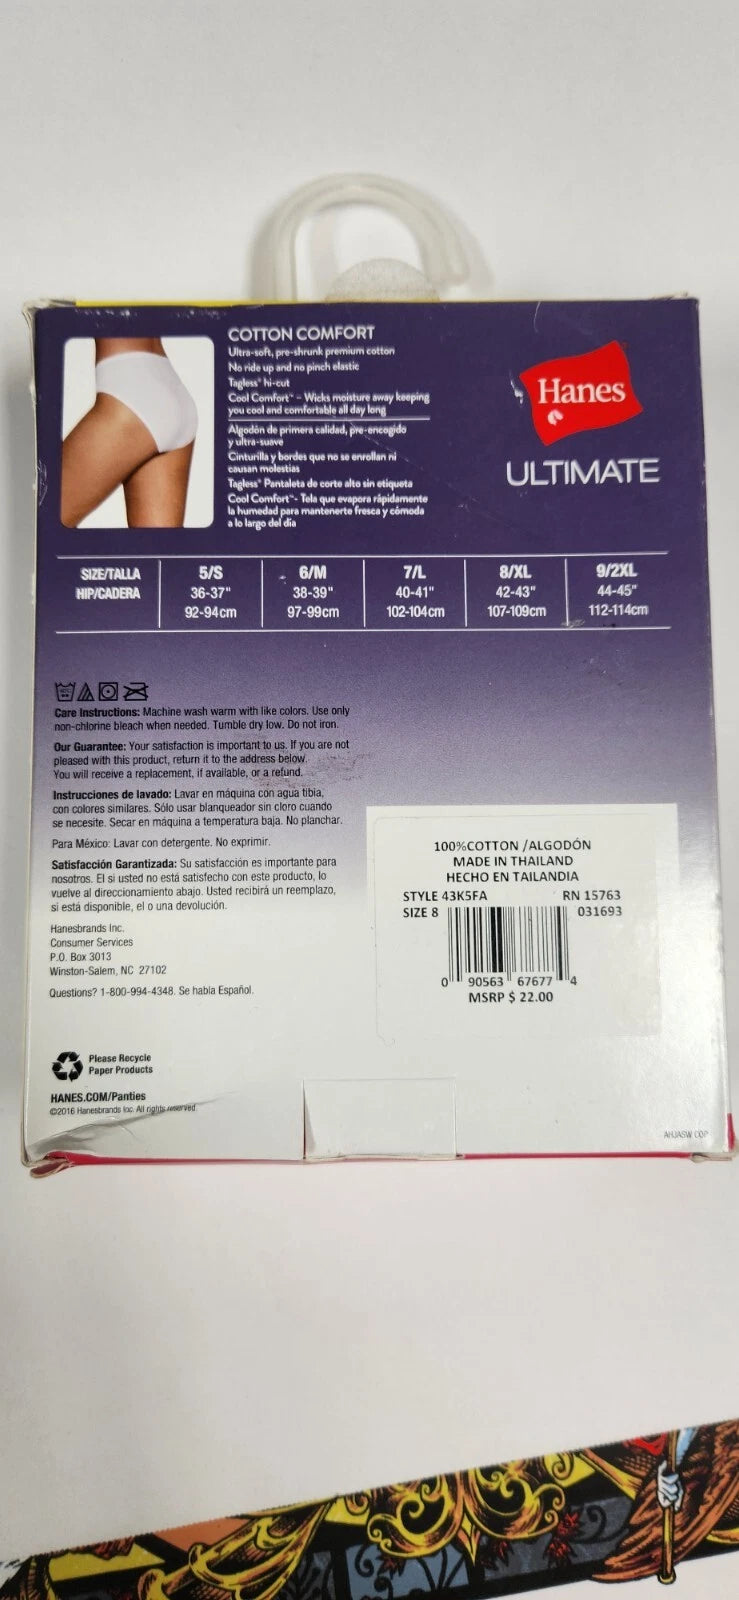 COTTON COMFORT
Ultra-soft, pre-shrunk premium cotton
No ride up and no pinch elastic
Tagless® hi-cut
Cool Comfort™ - Wicks moisture away keeping
you cool and comfortable all day long
Algodón de primera calidad, pre-encogido
y ultra-suave
Cinturilla y bordes que no se enrollan ni
causan molestias
Tagless® Pantaleta de corte alto sin etiqueta
Cool Comfort™- Tela que evapora rápidamente
la humedad para mantenerte fresca y cómoda
a lo largo del día
Hanes
ULTIMATE
SIZE/TALLA 5/S 6/M 7/L 8/XL 9/2XL
HIP/CADERA 36-37" 38-39" 40-41" 42-43" 44-45"
92-94cm 97-99cm 102-104cm 107-109cm 112-114cm
Care Instructions: Machine wash warm with like colors. Use only
non-chlorine bleach when needed. Tumble dry low. Do not iron.
Our Guarantee: Your satisfaction is important to us. If you are not
pleased with this product, return it to the address below.
You will receive a replacement, if available, or a refund.
Instrucciones de lavado: Lavar en máquina con agua tibia,
con colores similares. Sólo usar blanqueador sin cloro cuando
se necesite. Secar en máquina a temperatura baja. No planchar.
Para México: Lavar con detergente. No exprimir.
Satisfacción Garantizada: Su satisfacción es importante para
nosotros. El si usted no está satisfecho con este producto, lo
vuelve al direccionamiento abajo. Usted recibirá un reemplazo,
si está disponible, el o una devolución.
Hanesbrands Inc.
Consumer Services
P.O. Box 3013
Winston-Salem, NC 27102
Questions? 1-800-994-4348. Se habla Español.
Please Recycle
Paper Products
HANES.COM/Panties
©2016 Hanesbrands Inc. All rights reserved.
100%COTTON /ALGODÓN
MADE IN THAILAND
HECHO EN TAILANDIA
STYLE 43K5FA RN 15763
SIZE 8 031693
0 90563 67677 4
MSRP $ 22.00
AHJASW COP